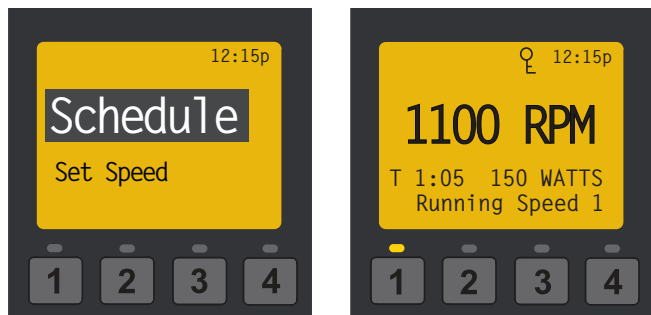 12:15p
Schedule
Set Speed
1 2 3 4
12:15p
1100 RPM
T 1:05 150 WATTS
Running Speed 1
1 2 3 4